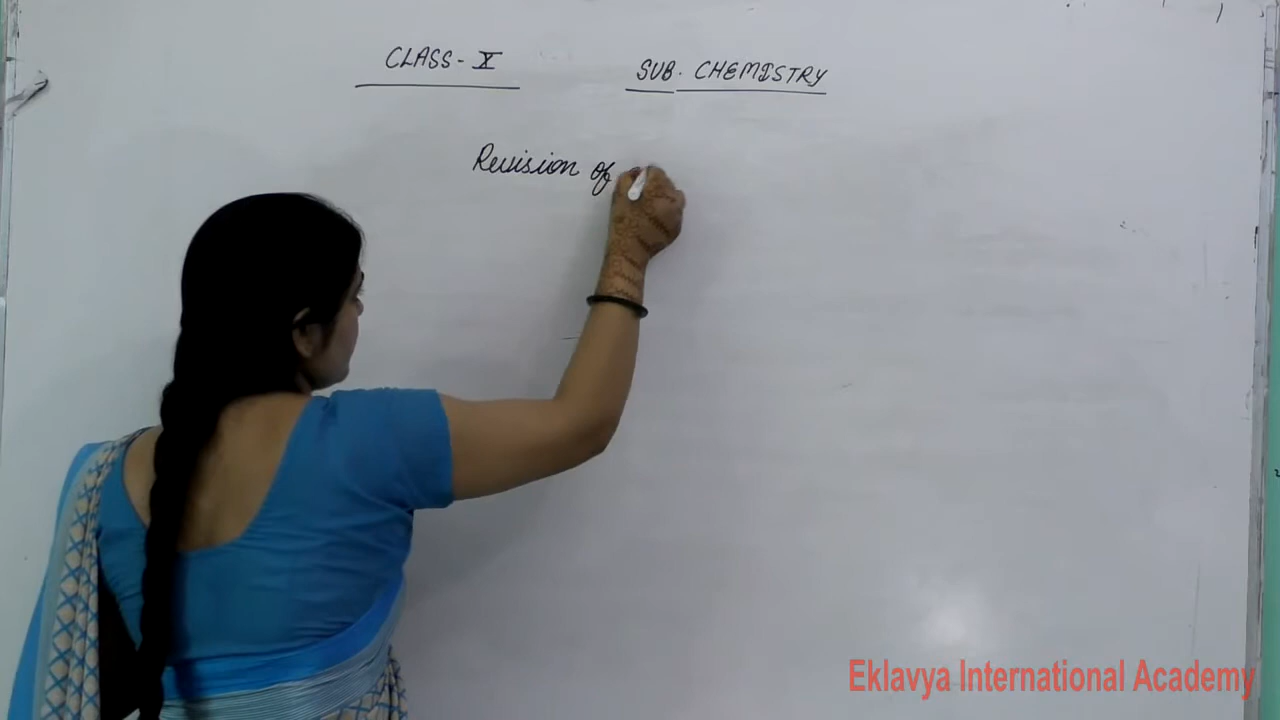 CLASS - X SUB. CHEMISTRY
Revision of
Eklavya International Academy